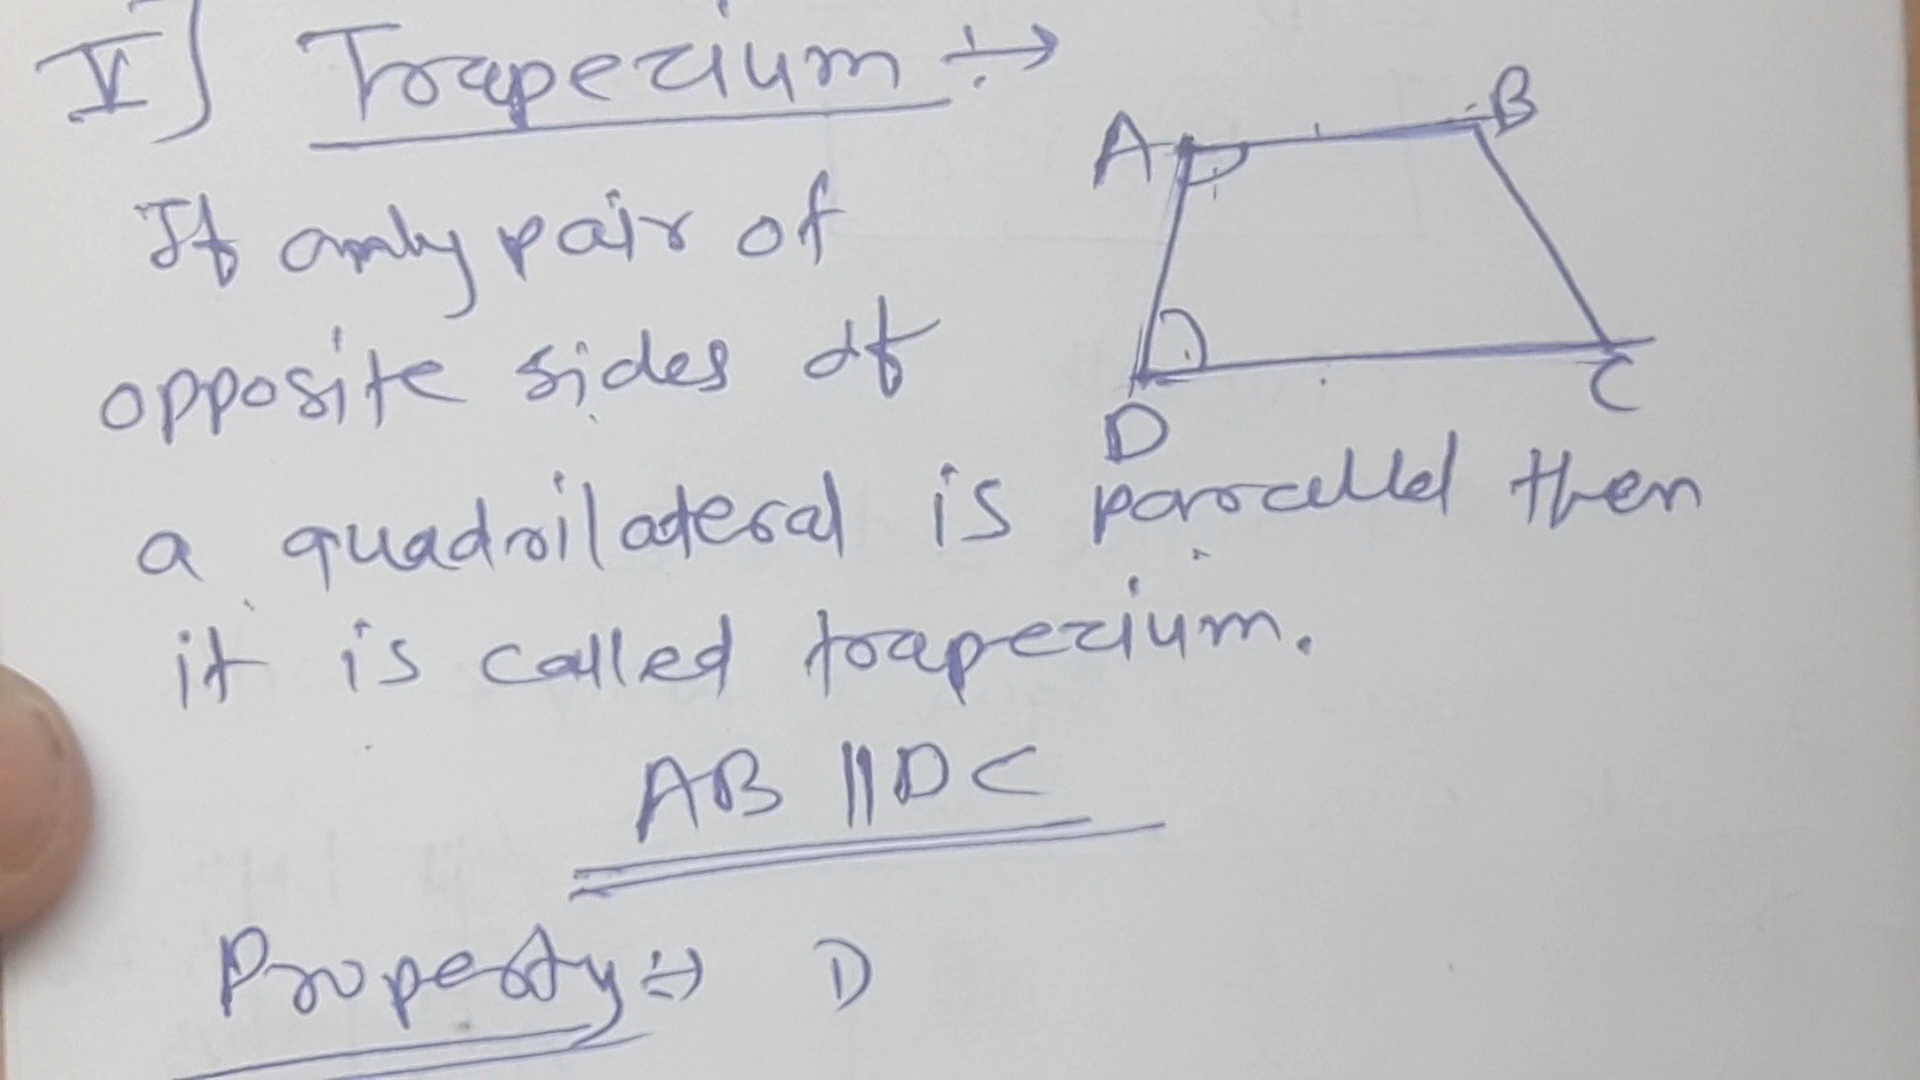 V] Trapezium :→
A
B
If only pair of
opposite sides of
C
D
a quadrilateral is parallel then
it is called trapezium.
AB || DC
Property :→ D